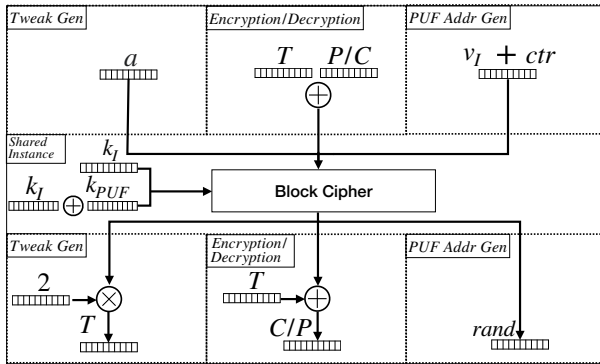 Tweak Gen
Encryption/Decryption
PUF Addr Gen
a
T P/C
v_I + ctr
⊕
Shared
Instance
k_I
k_I ⊕ k_PUF
Block Cipher
Tweak Gen
Encryption/
Decryption
PUF Addr Gen
2
⊗
T
T
⊕
C/P
rand